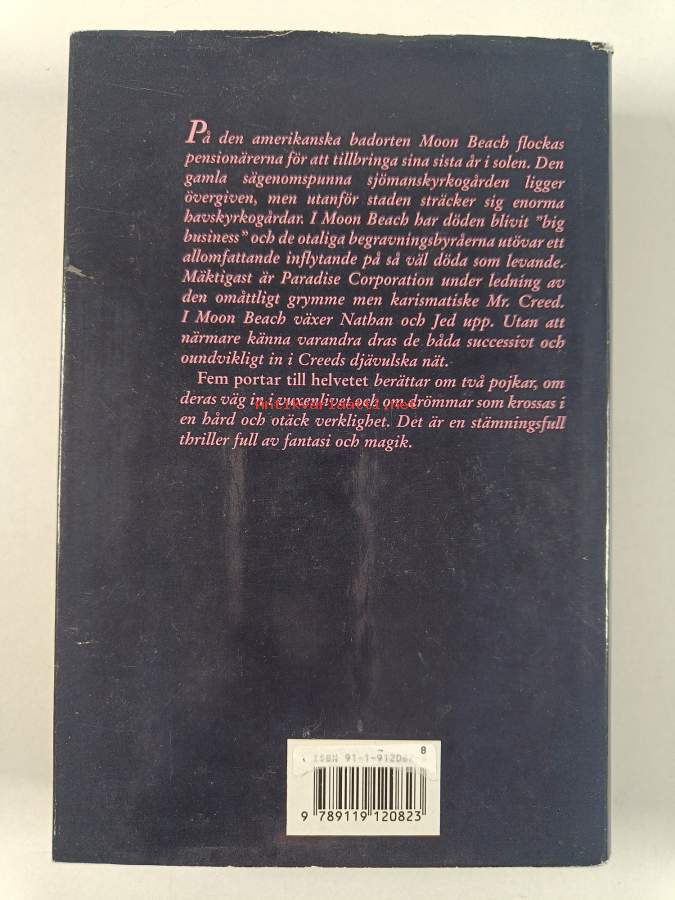 På den amerikanska badorten Moon Beach flockas
pensionärerna för att tillbringa sina sista år i solen. Den
gamla sägenomspunna sjömanskyrkogården ligger
övergiven, men utanför staden sträcker sig enorma
havskyrkogårdar. I Moon Beach har döden blivit "big
business" och de otaliga begravningsbyråerna utövar ett
allomfattande inflytande på så väl döda som levande.
Mäktigast är Paradise Corporation under ledning av
den omåttligt grymme men karismatiske Mr. Creed.
I Moon Beach växer Nathan och Jed upp. Utan att
närmare känna varandra dras de båda successivt och
oundvikligt in i Creeds djävulska nät.
Fem portar till helvetet berättar om två pojkar, om
deras väg in i vuxenlivet och om drömmar som krossas i
en hård och otäck verklighet. Det är en stämningsfull
thriller full av fantasi och magik.
8
ISBN 91-1-9120
9 789119 120823